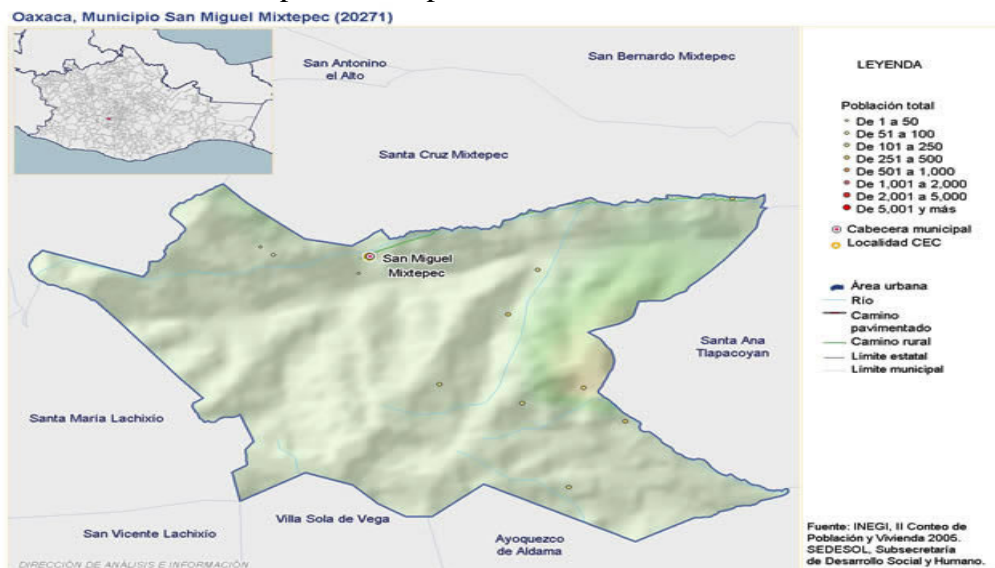 Oaxaca, Municipio San Miguel Mixtepec (20271)
San Antonino
el Alto
San Bernardo Mixtepec
Santa Cruz Mixtepec
San Miguel
Mixtepec
Santa Ana
Tlapacoyan
Santa María Lachixío
San Vicente Lachixío
Villa Sola de Vega
Ayoquezco
de Aldama
DIRECCIÓN DE ANÁLISIS E INFORMACIÓN
LEYENDA
Población total
De 1 a 50
De 51 a 100
De 101 a 250
De 251 a 500
De 501 a 1,000
De 1,001 a 2,000
De 2,001 a 5,000
De 5,001 y más
Cabecera municipal
Localidad CEC
Área urbana
Río
Camino
pavimentado
Camino rural
Límite estatal
Límite municipal
Fuente: INEGI, II Conteo de
Población y Vivienda 2005.
SEDESOL, Subsecretaría
de Desarrollo Social y Humano.